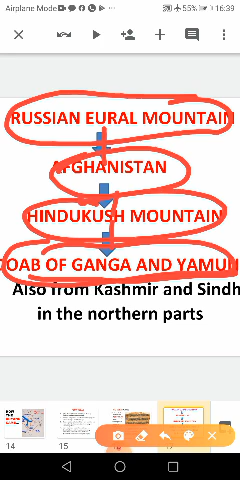 Airplane Mode
55%
16:39
RUSSIAN EURAL MOUNTAIN
AFGHANISTAN
HINDUKUSH MOUNTAIN
OAB OF GANGA AND YAMUN
Also from Kashmir and Sindh
in the northern parts
14
15